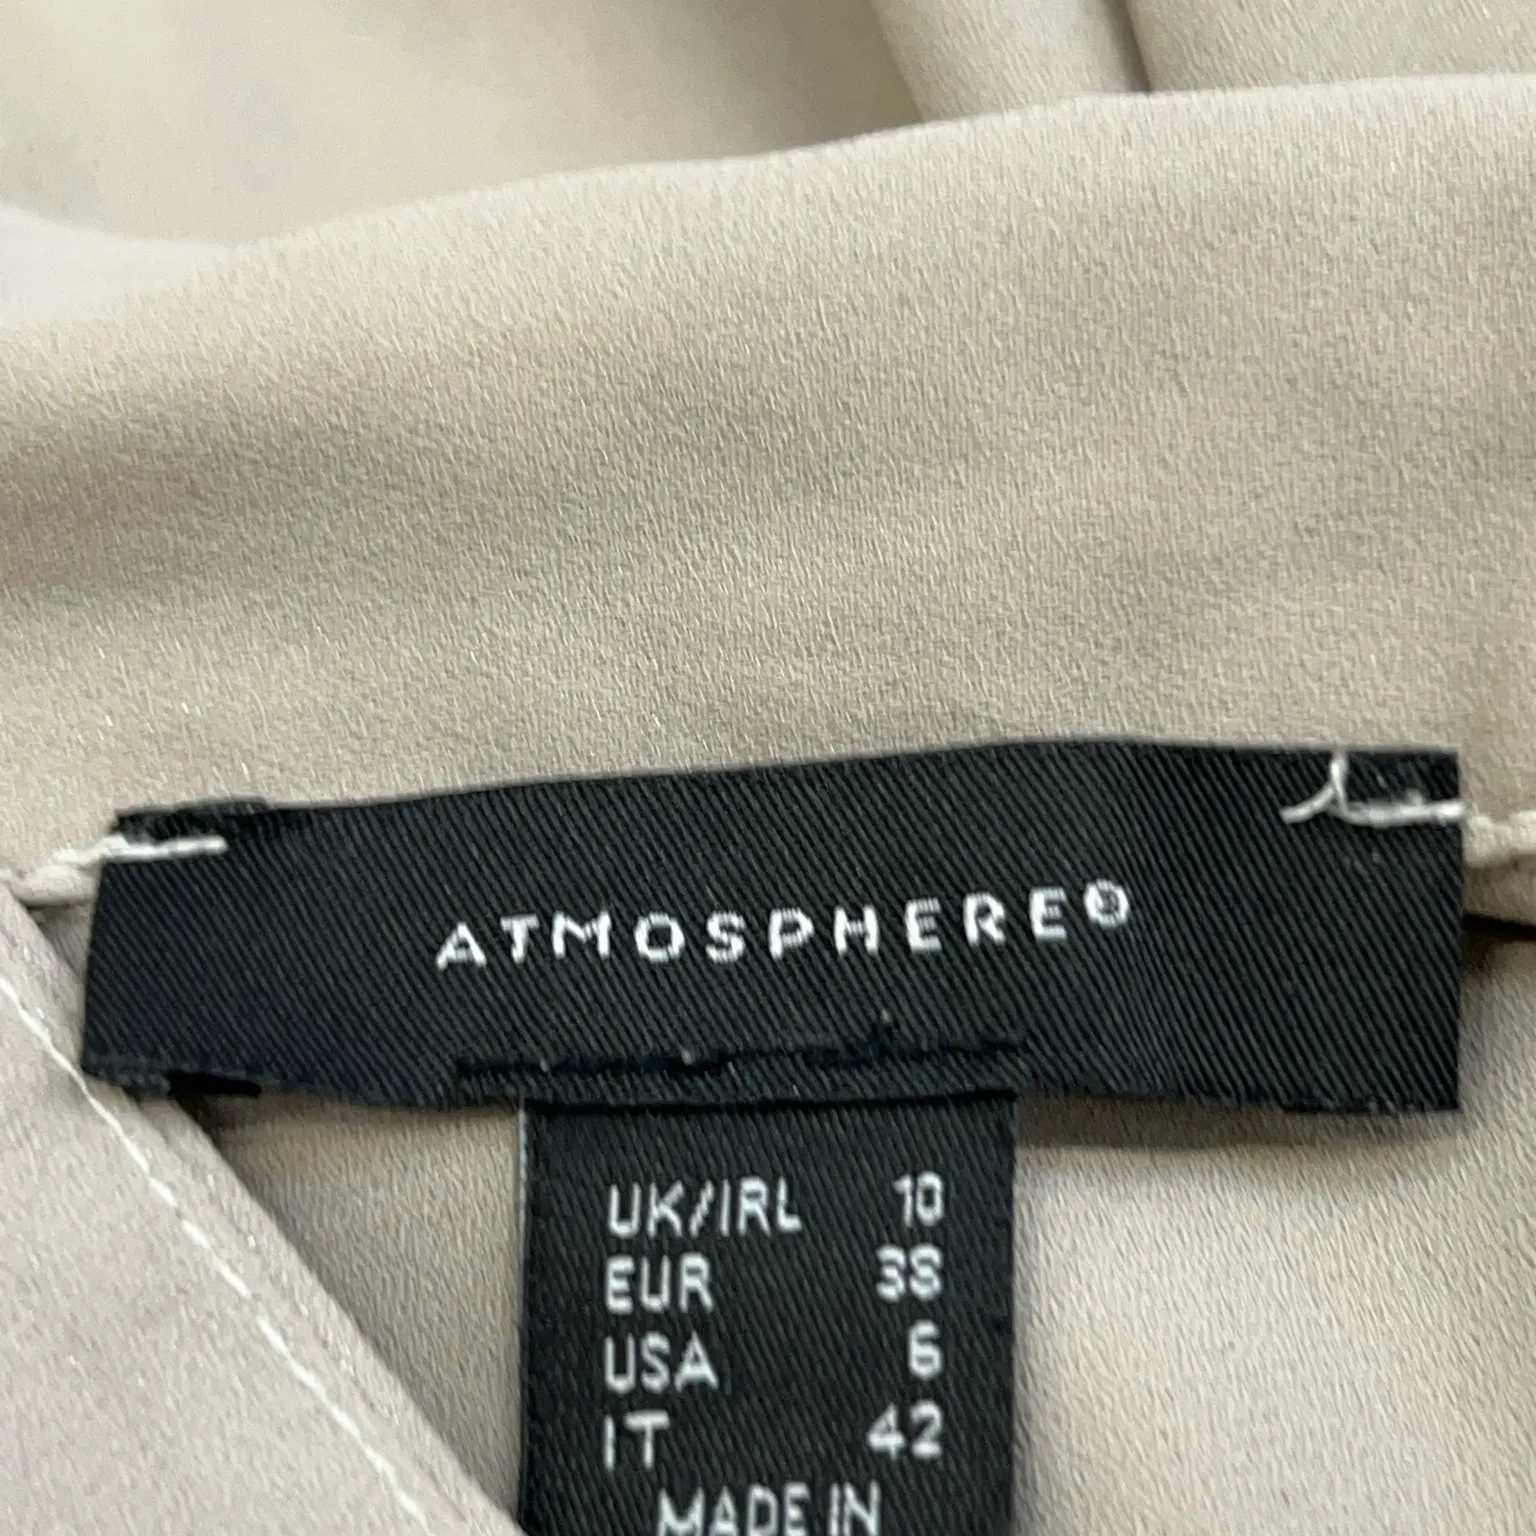 ATMOSPHERE®
UK/IRL 10
EUR 38
USA 6
IT 42
MADE IN